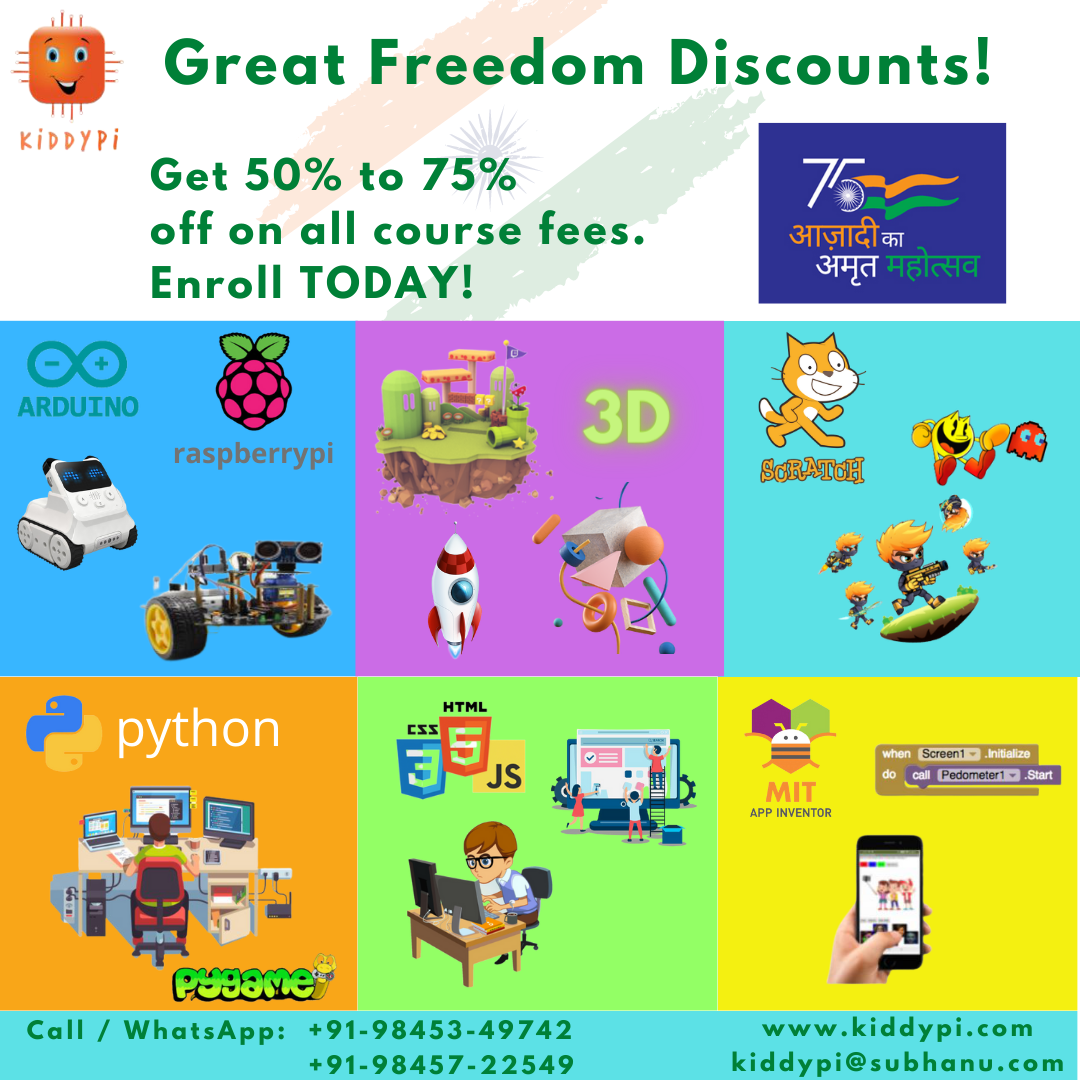 KiDDYPi
Great Freedom Discounts!
Get 50% to 75%
off on all course fees.
Enroll TODAY!
75
आज़ादी का
अमृत महोत्सव
ARDUINO
raspberrypi
3D
SCRATCH
python
pygame
HTML
CSS
3
5
JS
MIT
APP INVENTOR
when Screen1 .Initialize
do call Pedometer1 .Start
Call / WhatsApp: +91-98453-49742
+91-98457-22549
www.kiddypi.com
kiddypi@subhanu.com